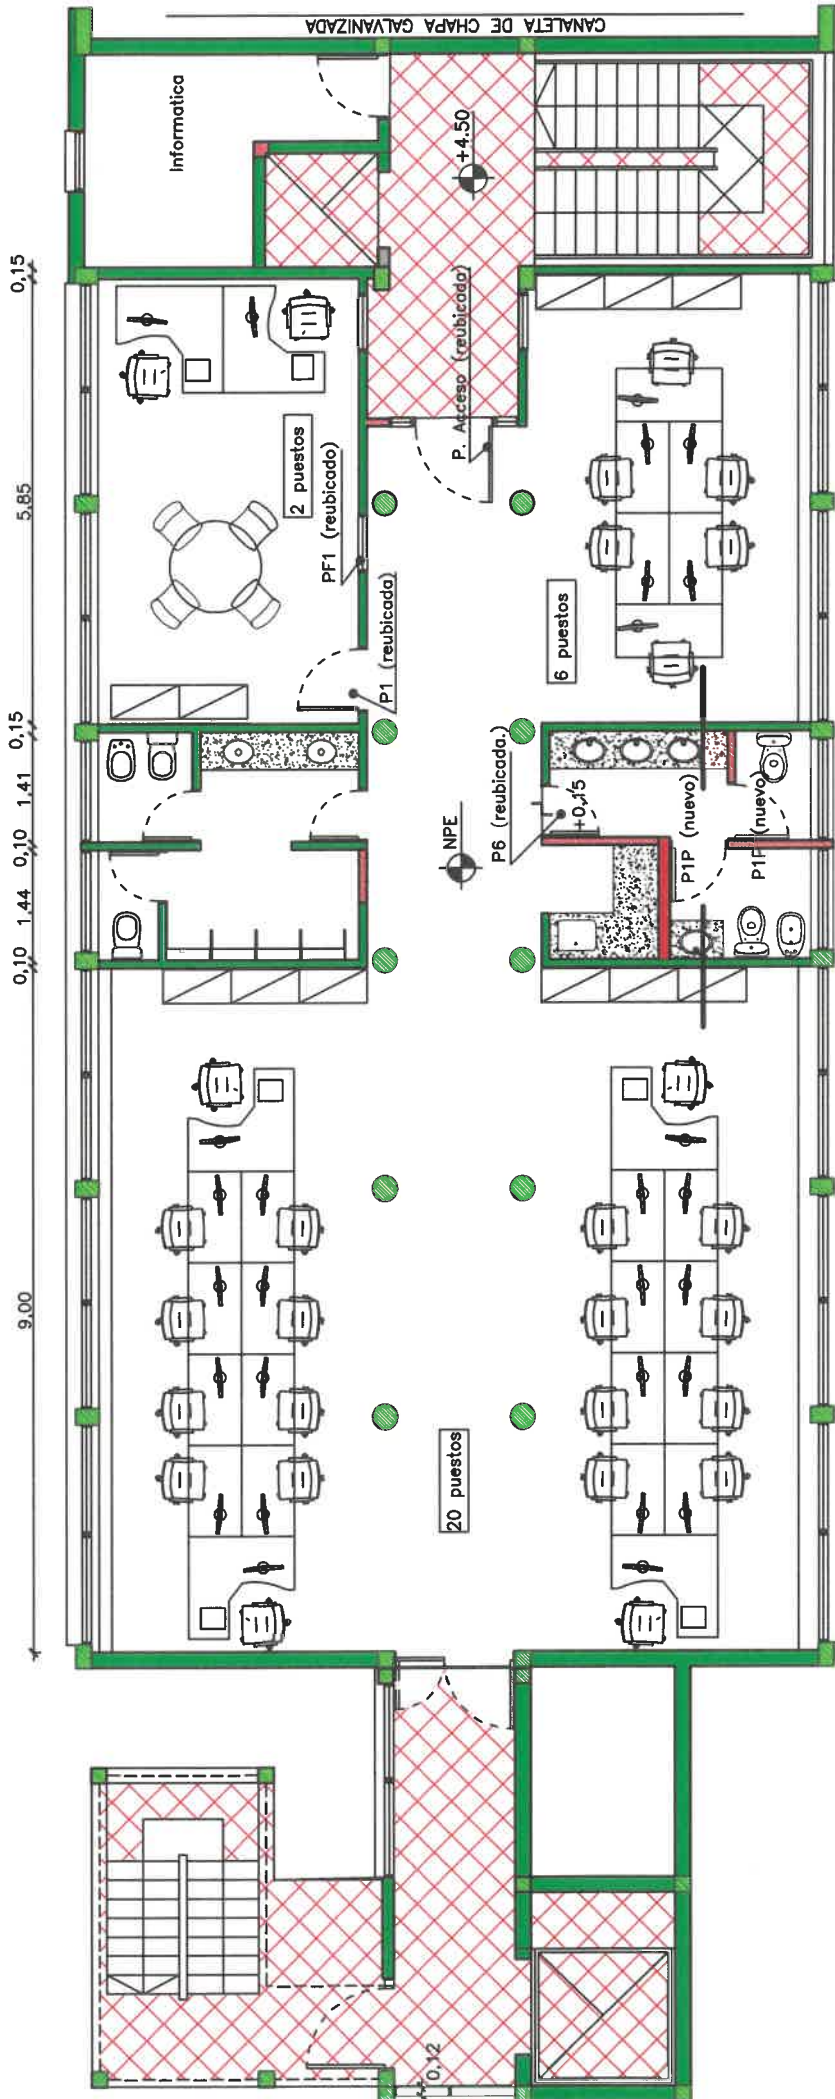 CANALETA DE CHAPA GALVANIZADA
Informatica
+4.50
0,15
5,85
0,15
1,41
0,10
1,44
0,10
9,00
2 puestos
PF1 (reubicado)
P1 (reubicada)
P. Acceso (reubicada)
6 puestos
NPE
P6 (reubicada.)
+0,15
P1P (nuevo)
P1P (nuevo)
20 puestos
0,12